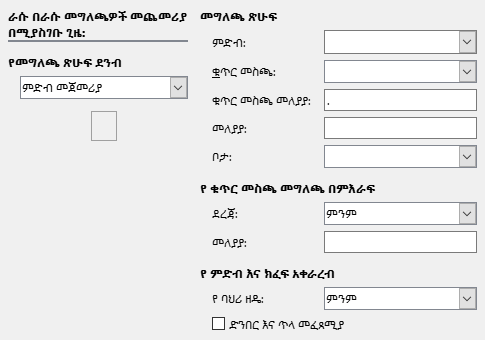 ራሱ በራሱ መግለጫዎች መጨመሪያ
በሚያስገቡ ጊዜ:
የመግለጫ ጽሁፍ ደንብ
ምድብ መጀመሪያ
መግለጫ ጽሁፍ
ምድብ:
ቁጥር መስጫ:
ቁጥር መስጫ መለያያ:
.
መለያያ:
ቦታ:
የ ቁጥር መስጫ መግለጫ በምእራፍ
ደረጃ:
ምንም
መለያያ:
የ ምድብ እና ክፈፍ አቀራረብ
የ ባህሪ ዘዴ:
ምንም
ድንበር እና ጥላ መፈጸሚያ